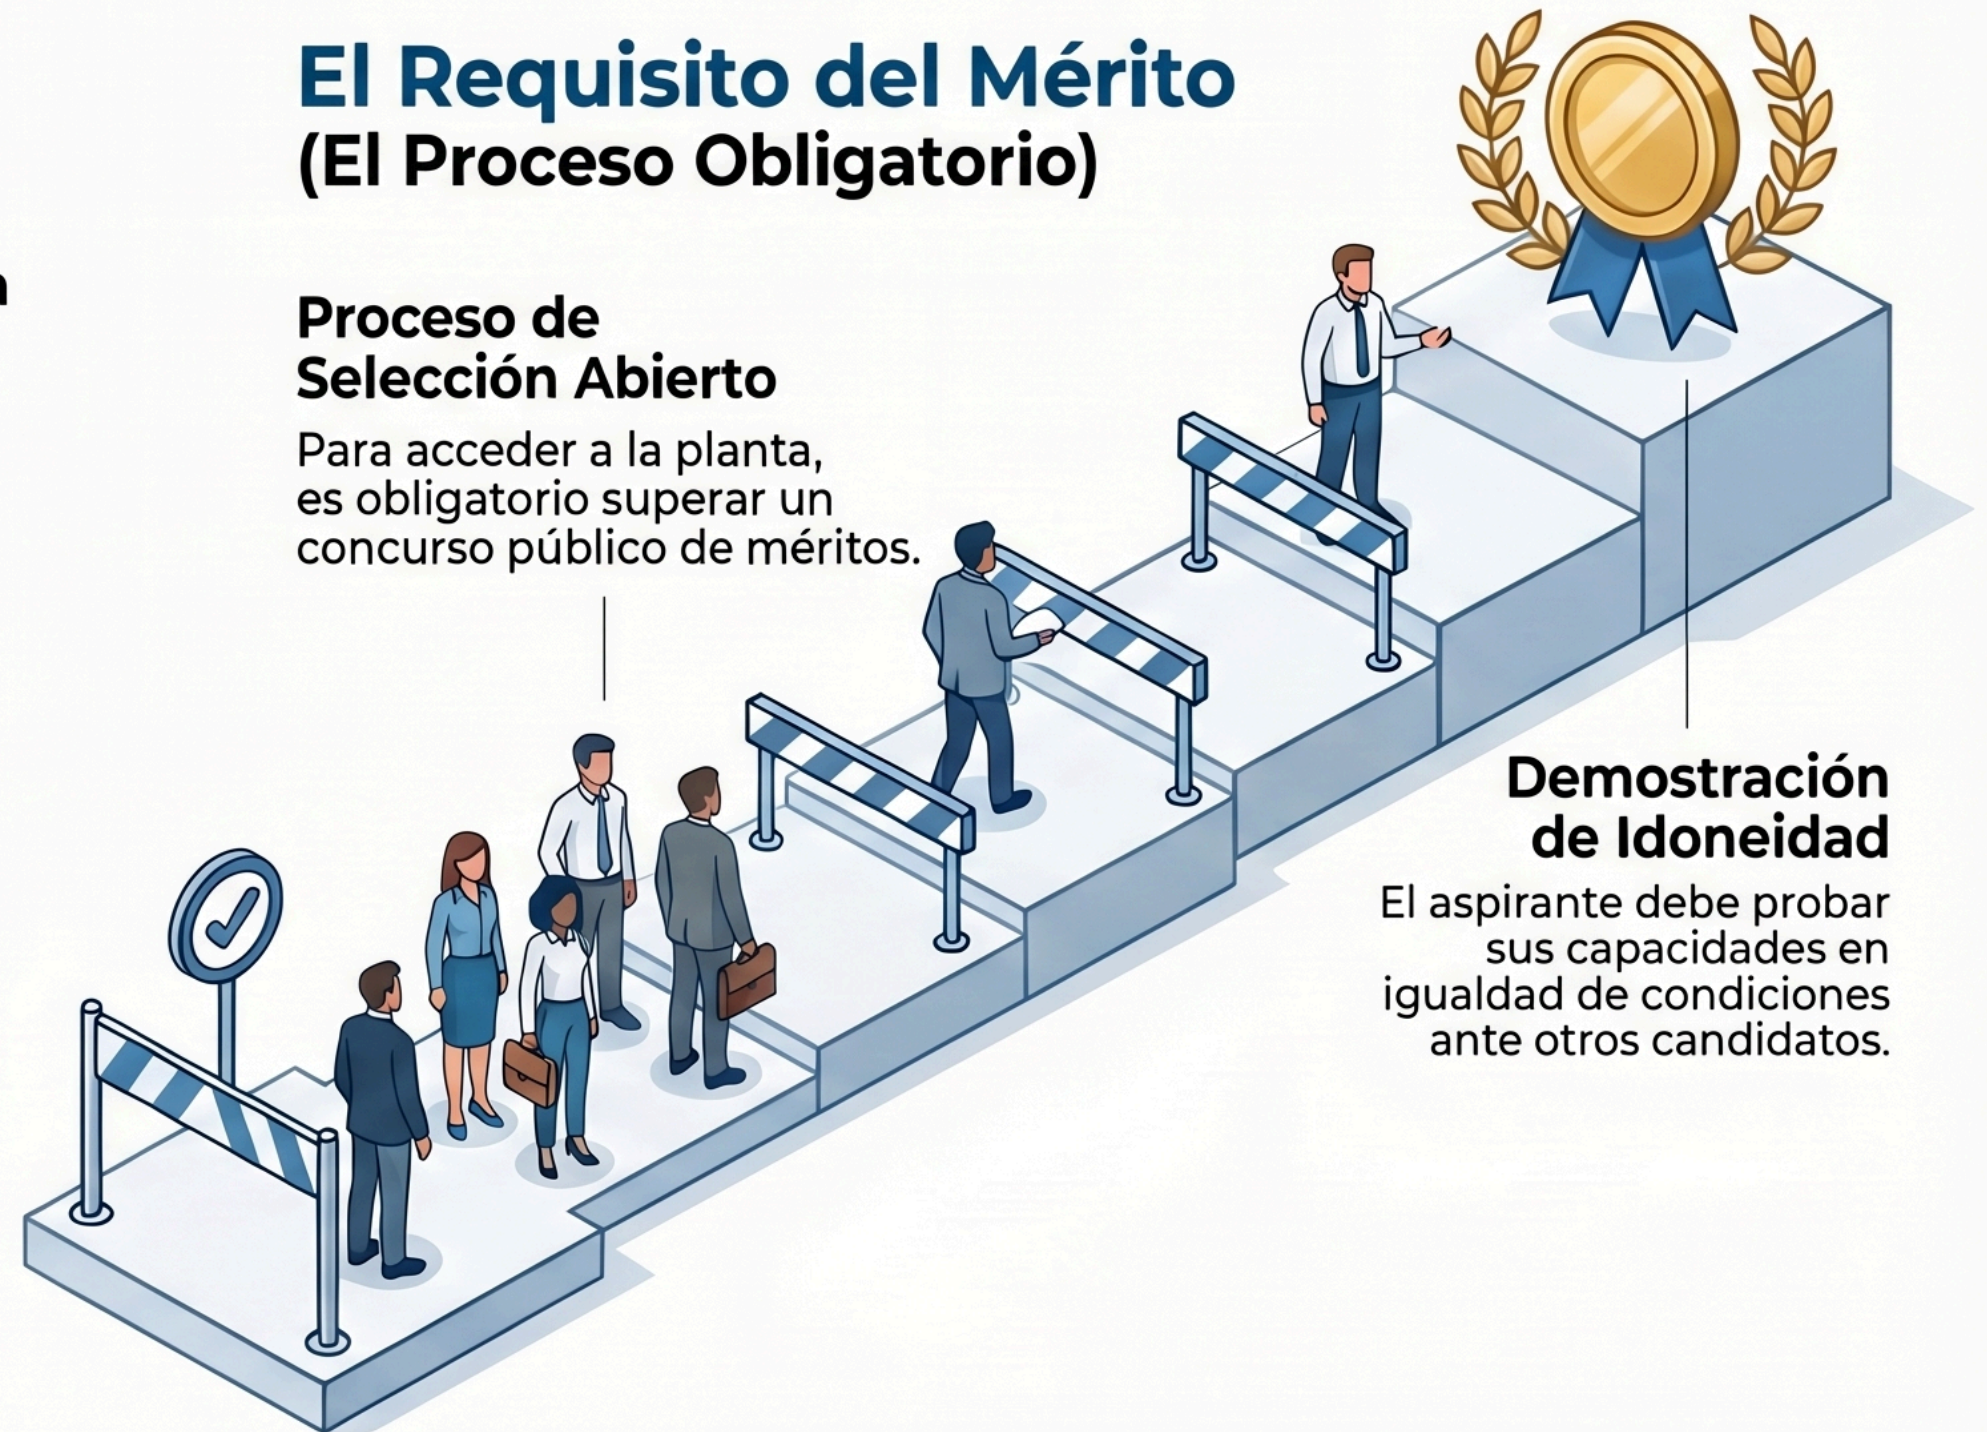 El Requisito del Mérito
(El Proceso Obligatorio)
Proceso de
Selección Abierto
Para acceder a la planta,
es obligatorio superar un
concurso público de méritos.
Demostración
de Idoneidad
El aspirante debe probar
sus capacidades en
igualdad de condiciones
ante otros candidatos.